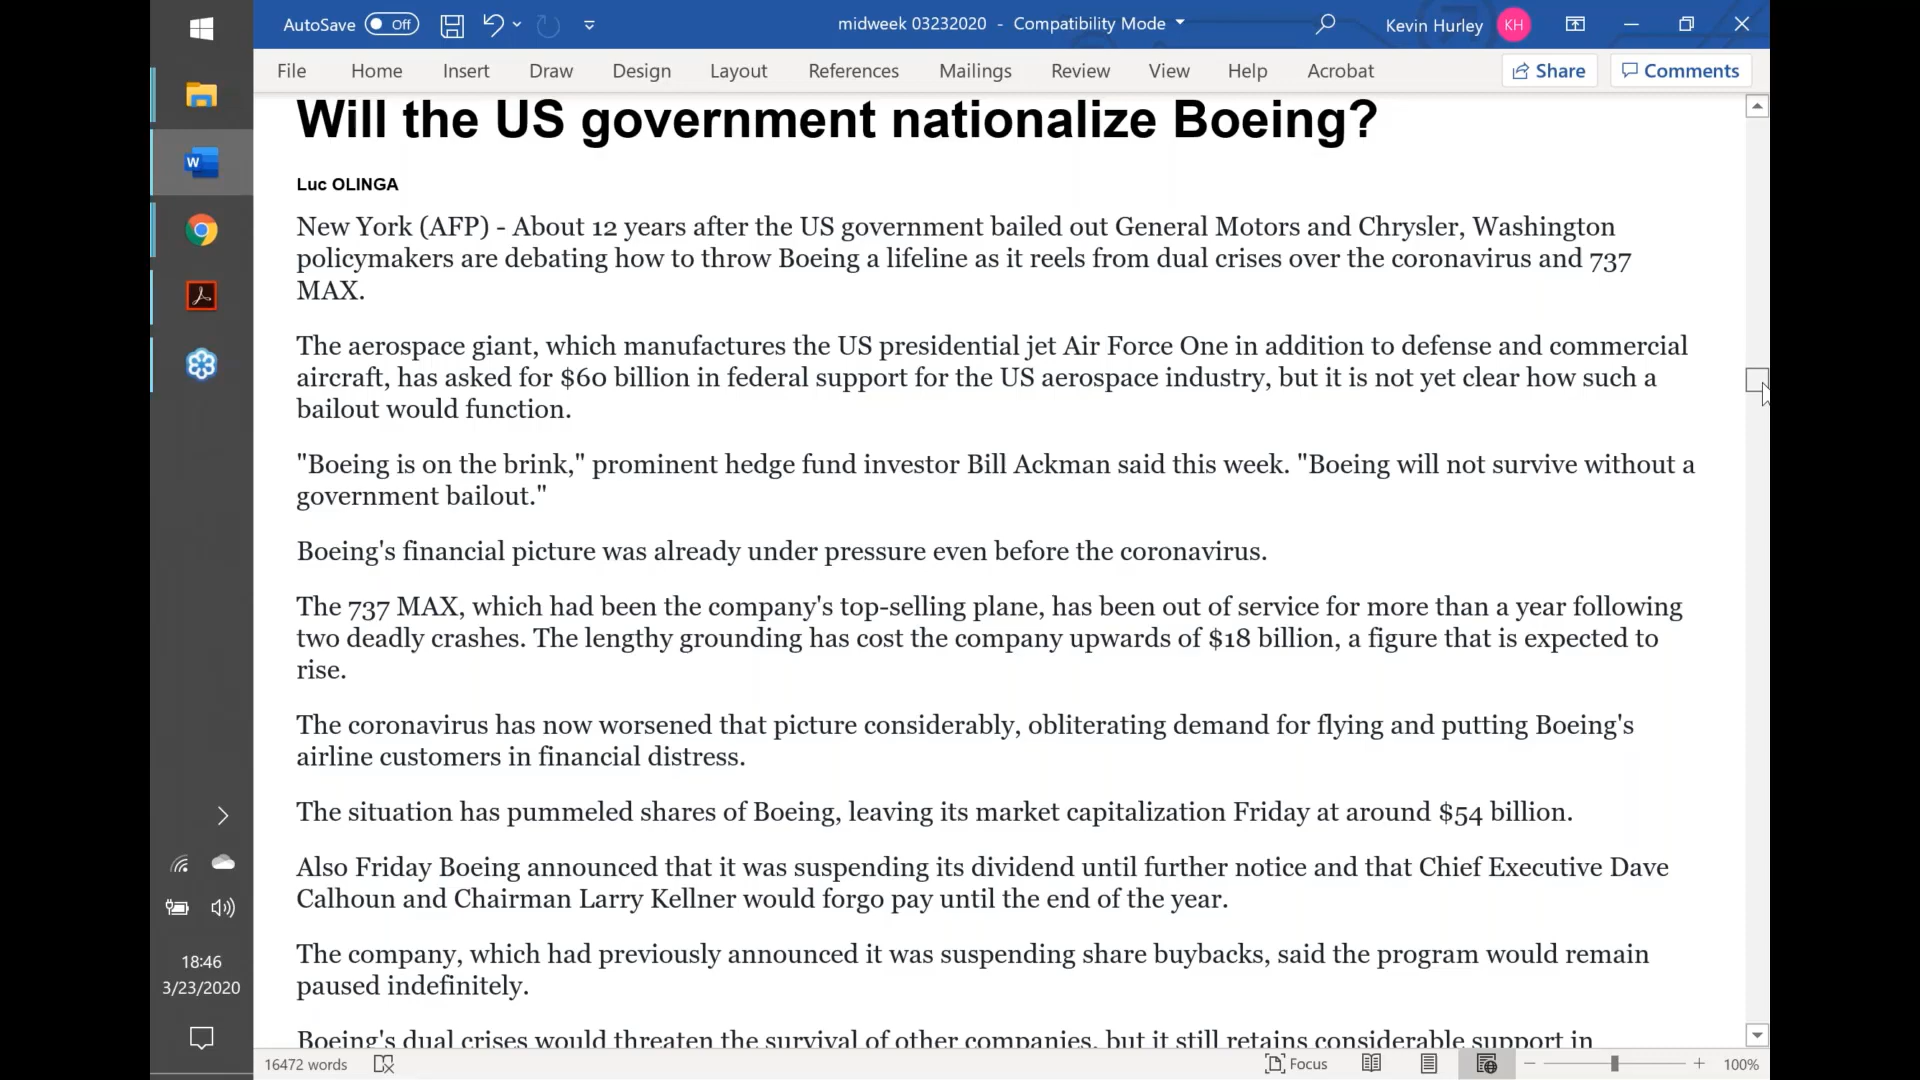 AutoSave Off midweek 03232020 - Compatibility Mode Kevin Hurley KH
File Home Insert Draw Design Layout References Mailings Review View Help Acrobat Share Comments
Will the US government nationalize Boeing?
Luc OLINGA
New York (AFP) - About 12 years after the US government bailed out General Motors and Chrysler, Washington
policymakers are debating how to throw Boeing a lifeline as it reels from dual crises over the coronavirus and 737
MAX.
The aerospace giant, which manufactures the US presidential jet Air Force One in addition to defense and commercial
aircraft, has asked for $60 billion in federal support for the US aerospace industry, but it is not yet clear how such a
bailout would function.
"Boeing is on the brink," prominent hedge fund investor Bill Ackman said this week. "Boeing will not survive without a
government bailout."
Boeing's financial picture was already under pressure even before the coronavirus.
The 737 MAX, which had been the company's top-selling plane, has been out of service for more than a year following
two deadly crashes. The lengthy grounding has cost the company upwards of $18 billion, a figure that is expected to
rise.
The coronavirus has now worsened that picture considerably, obliterating demand for flying and putting Boeing's
airline customers in financial distress.
The situation has pummeled shares of Boeing, leaving its market capitalization Friday at around $54 billion.
Also Friday Boeing announced that it was suspending its dividend until further notice and that Chief Executive Dave
Calhoun and Chairman Larry Kellner would forgo pay until the end of the year.
The company, which had previously announced it was suspending share buybacks, said the program would remain
paused indefinitely.
Boeing's dual crises would threaten the survival of other companies, but it still retains considerable support in
18:46
3/23/2020
16472 words Focus 100%